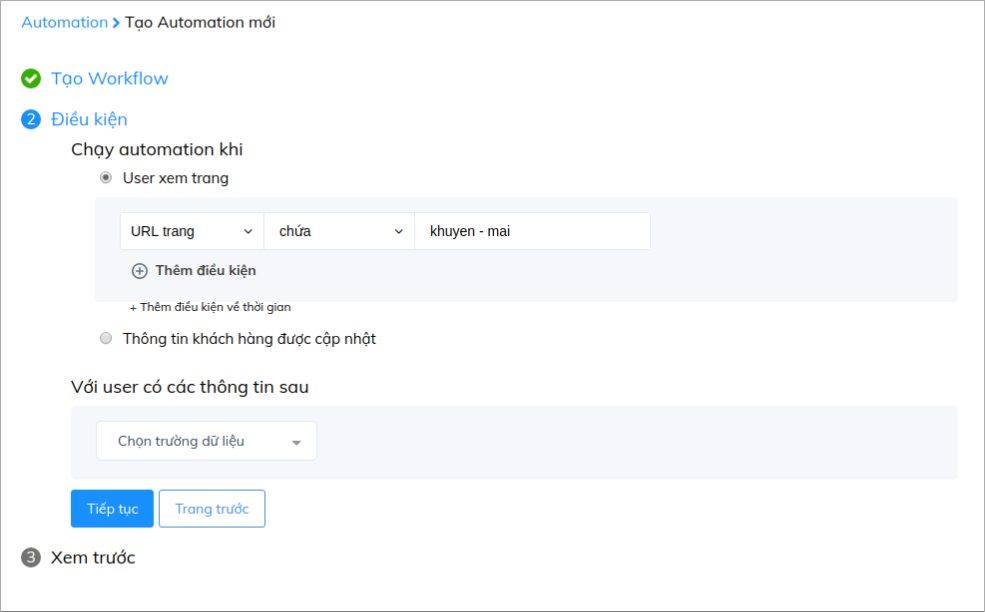 Automation > Tạo Automation mới
Tạo Workflow
2 Điều kiện
Chạy automation khi
User xem trang
URL trang chứa khuyen - mai
Thêm điều kiện
+ Thêm điều kiện về thời gian
Thông tin khách hàng được cập nhật
Với user có các thông tin sau
Chọn trường dữ liệu
Tiếp tục Trang trước
3 Xem trước